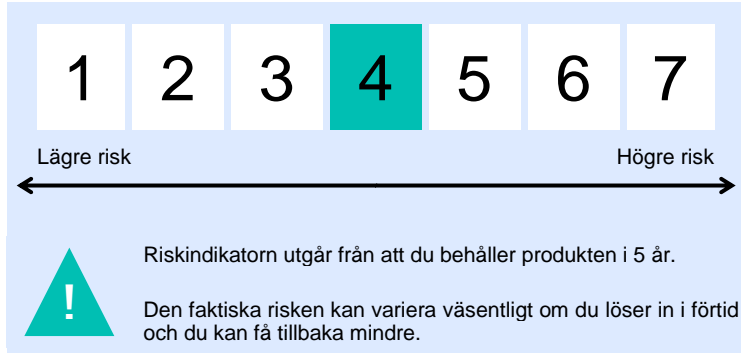 1 2 3 4 5 6 7
Lägre risk Högre risk
Riskindikatorn utgår från att du behåller produkten i 5 år.
!
Den faktiska risken kan variera väsentligt om du löser in i förtid
och du kan få tillbaka mindre.